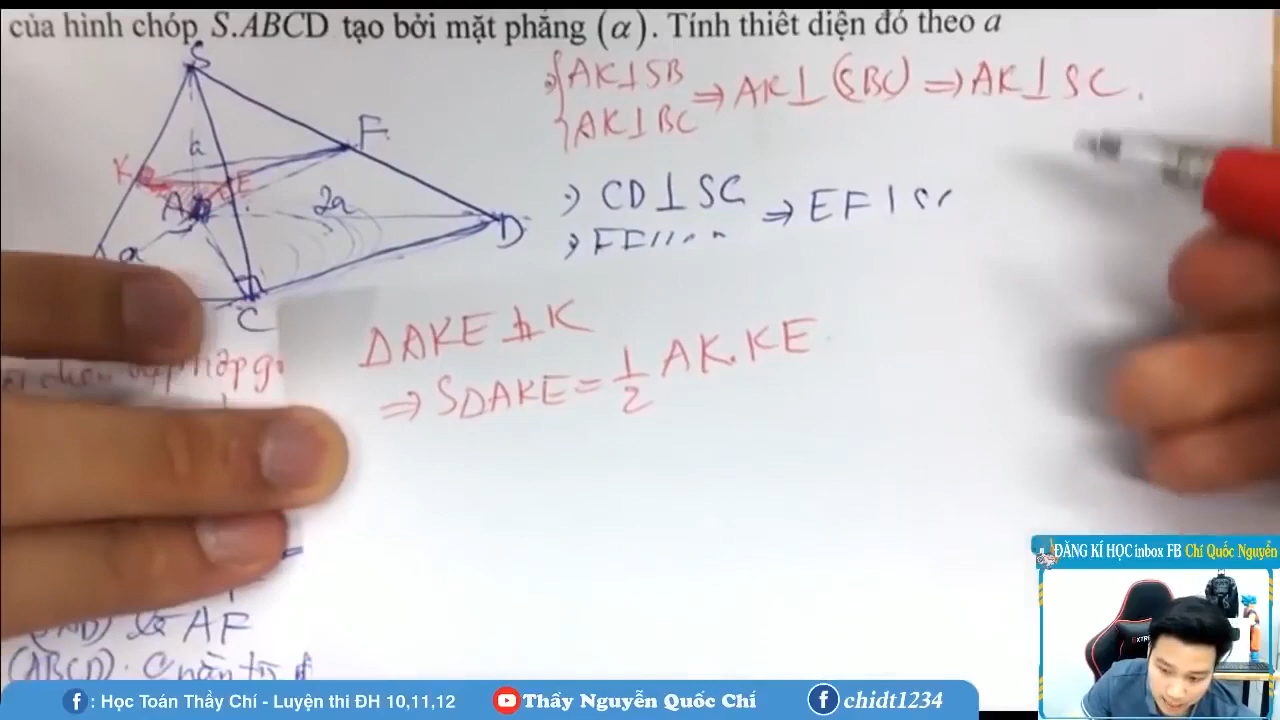 của hình chóp S.ABCD tạo bởi mặt phẳng (α). Tính thiết diện đó theo a
S
a
K
F
E
A
2a
D
a
C
AK⊥SB
AK⊥BC
⇒ AK⊥(SBC) ⇒ AK⊥SC.
CD⊥SC
⇒ EF⊥SC
ΔAKE ⊥ K
⇒ SΔAKE = 1/2 AK.KE
AF
(ABCD).
ĐĂNG KÍ HỌC inbox FB Chí Quốc Nguyễn
: Học Toán Thầy Chí - Luyện thi ĐH 10,11,12
Thầy Nguyễn Quốc Chí
chidt1234